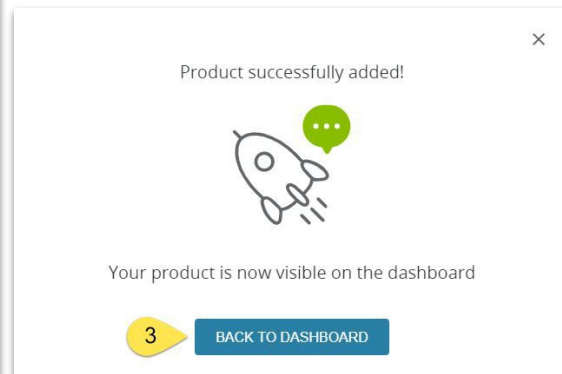 Product successfully added!
Your product is now visible on the dashboard
3
BACK TO DASHBOARD